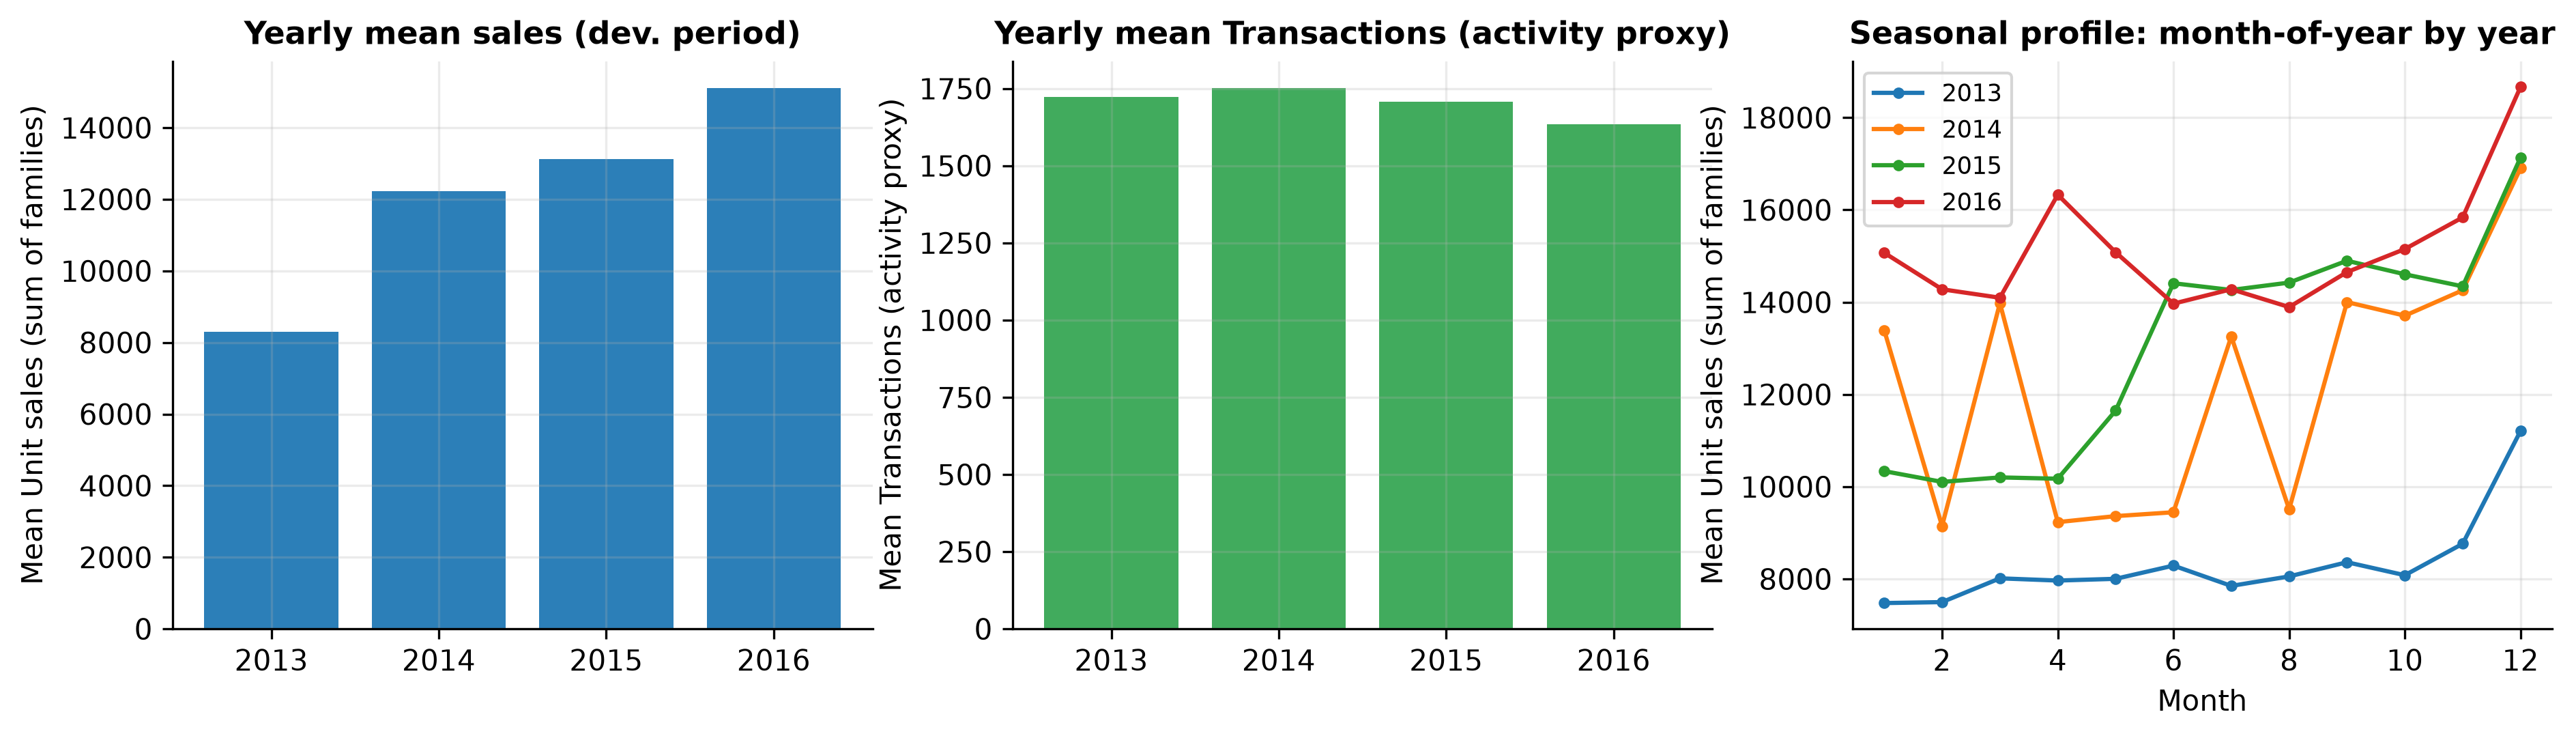 Yearly mean sales (dev. period)
Mean Unit sales (sum of families)
14000
12000
10000
8000
6000
4000
2000
0
2013 2014 2015 2016
Yearly mean Transactions (activity proxy)
Mean Transactions (activity proxy)
1750
1500
1250
1000
750
500
250
0
2013 2014 2015 2016
Seasonal profile: month-of-year by year
Mean Unit sales (sum of families)
18000
16000
14000
12000
10000
8000
2013
2014
2015
2016
2 4 6 8 10 12
Month